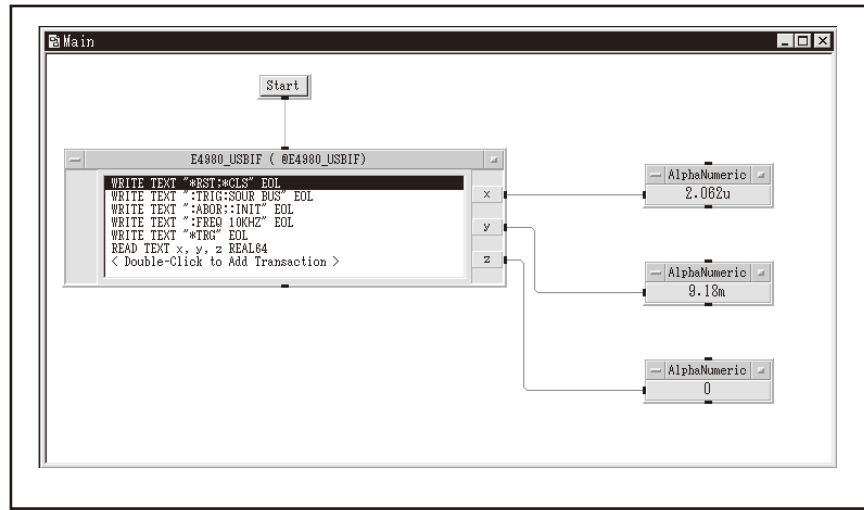 Main
Start
E4980_USBIF ( @E4980_USBIF)
WRITE TEXT "*RST;*CLS" EOL
WRITE TEXT ":TRIG:SOUR BUS" EOL
WRITE TEXT ":ABOR;:INIT" EOL
WRITE TEXT ":FREQ 10KHZ" EOL
WRITE TEXT "*TRG" EOL
READ TEXT x, y, z REAL64
< Double-Click to Add Transaction >
x
y
z
AlphaNumeric
2.062u
AlphaNumeric
9.18m
AlphaNumeric
0